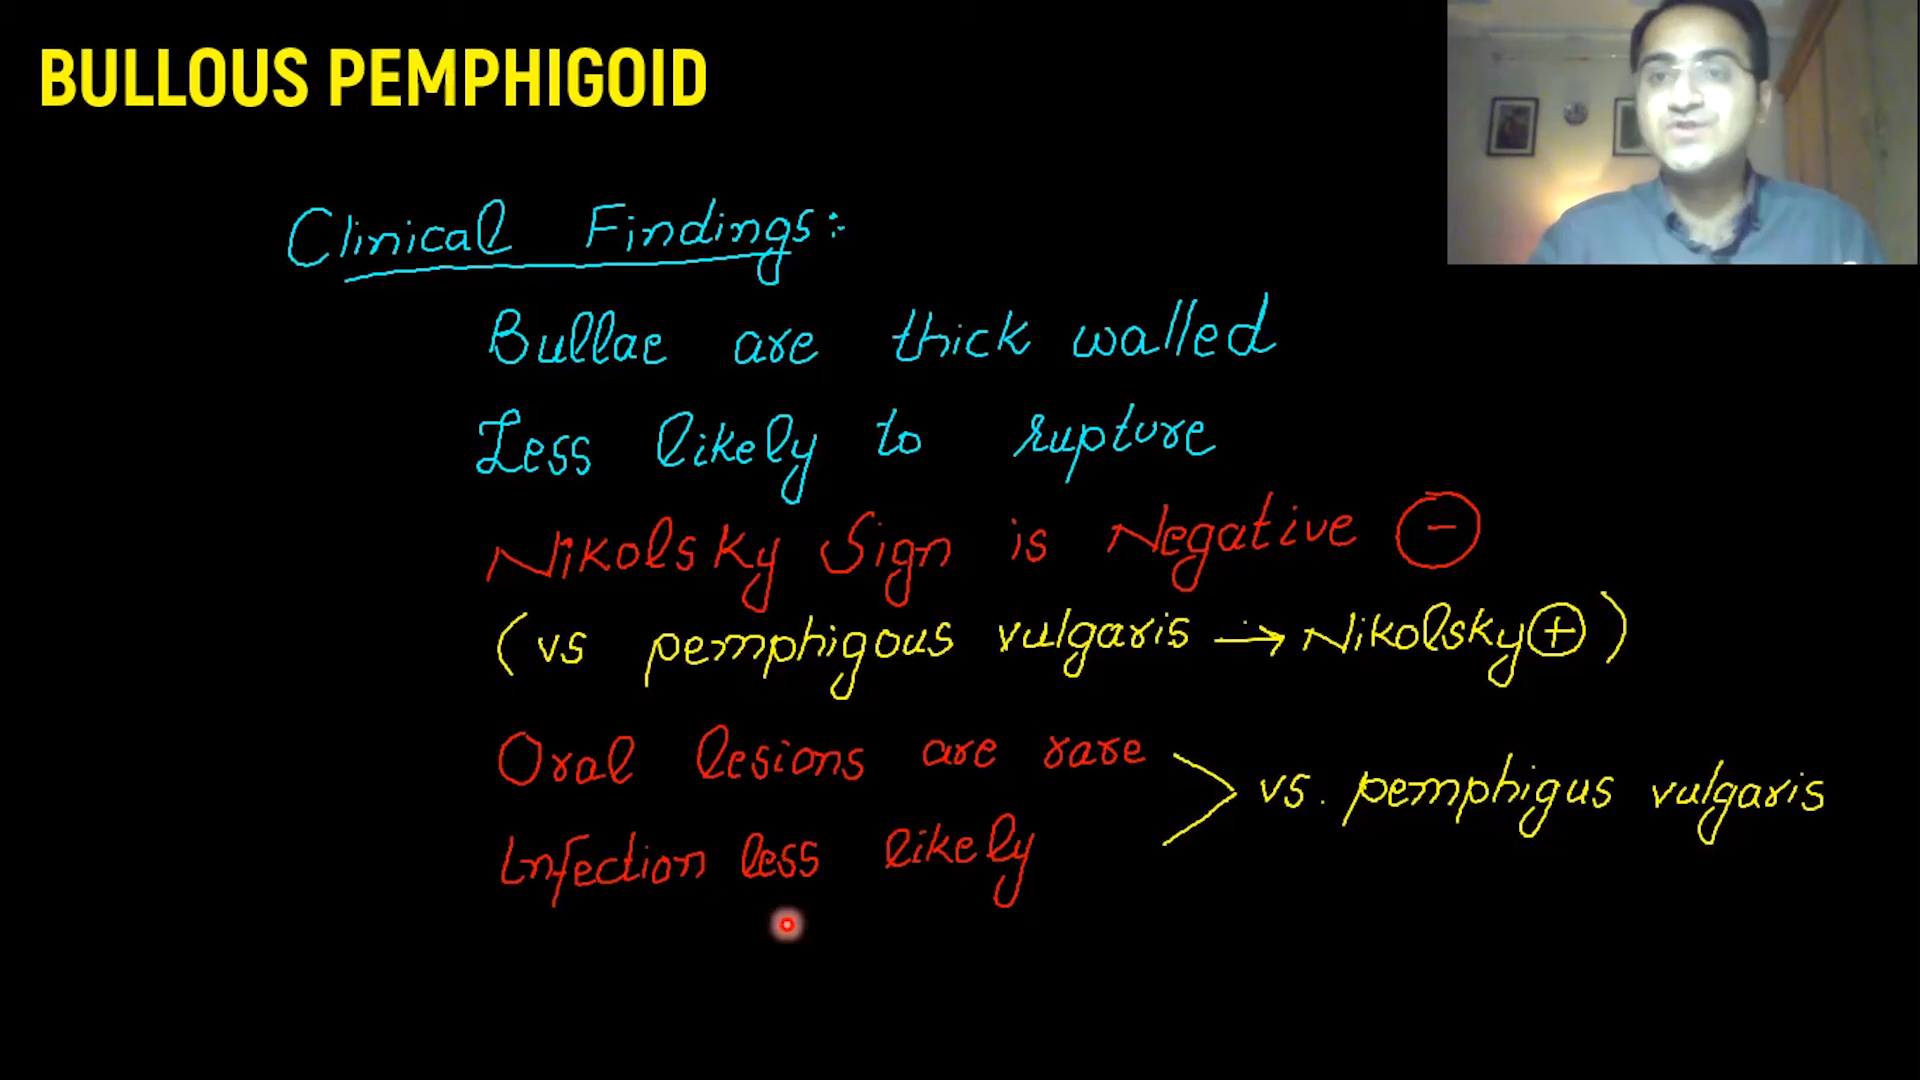 BULLOUS PEMPHIGOID
Clinical Findings:
Bullae are thick walled
Less likely to rupture
Nikolsky Sign is Negative ⊖
(vs pemphigous vulgaris → Nikolsky ⊕)
Oral lesions are rare
Infection less likely
> vs. pemphigus vulgaris